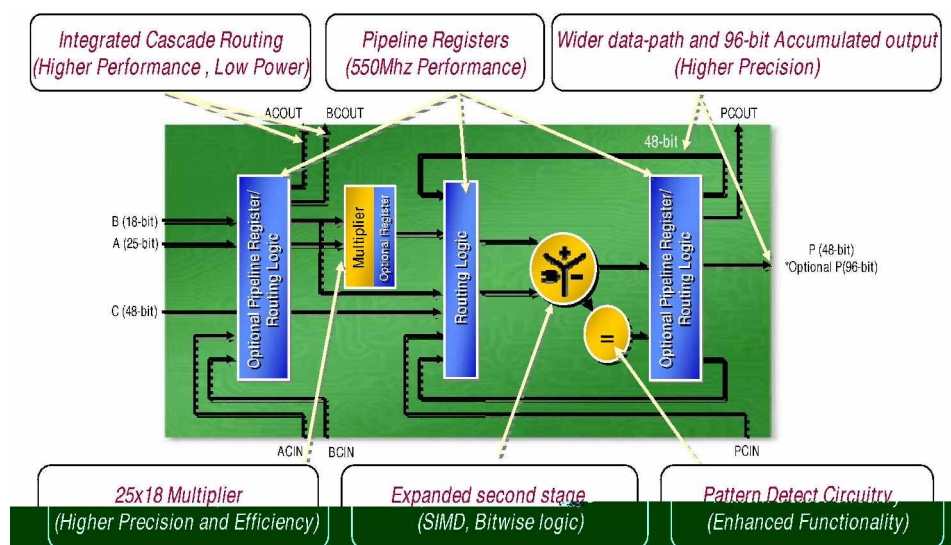 Integrated Cascade Routing
(Higher Performance , Low Power)
Pipeline Registers
(550Mhz Performance)
Wider data-path and 96-bit Accumulated output
(Higher Precision)
ACOUT BCOUT
PCOUT
48-bit
B (18-bit)
A (25-bit)
C (48-bit)
Optional Pipeline Register/
Routing Logic
Multiplier
Optional Register
Routing Logic
+
-
=
Optional Pipeline Register/
Routing Logic
P (48-bit)
*Optional P(96-bit)
ACIN BCIN
PCIN
25x18 Multiplier
(Higher Precision and Efficiency)
Expanded second stage
(SIMD, Bitwise logic)
Pattern Detect Circuitry
(Enhanced Functionality)